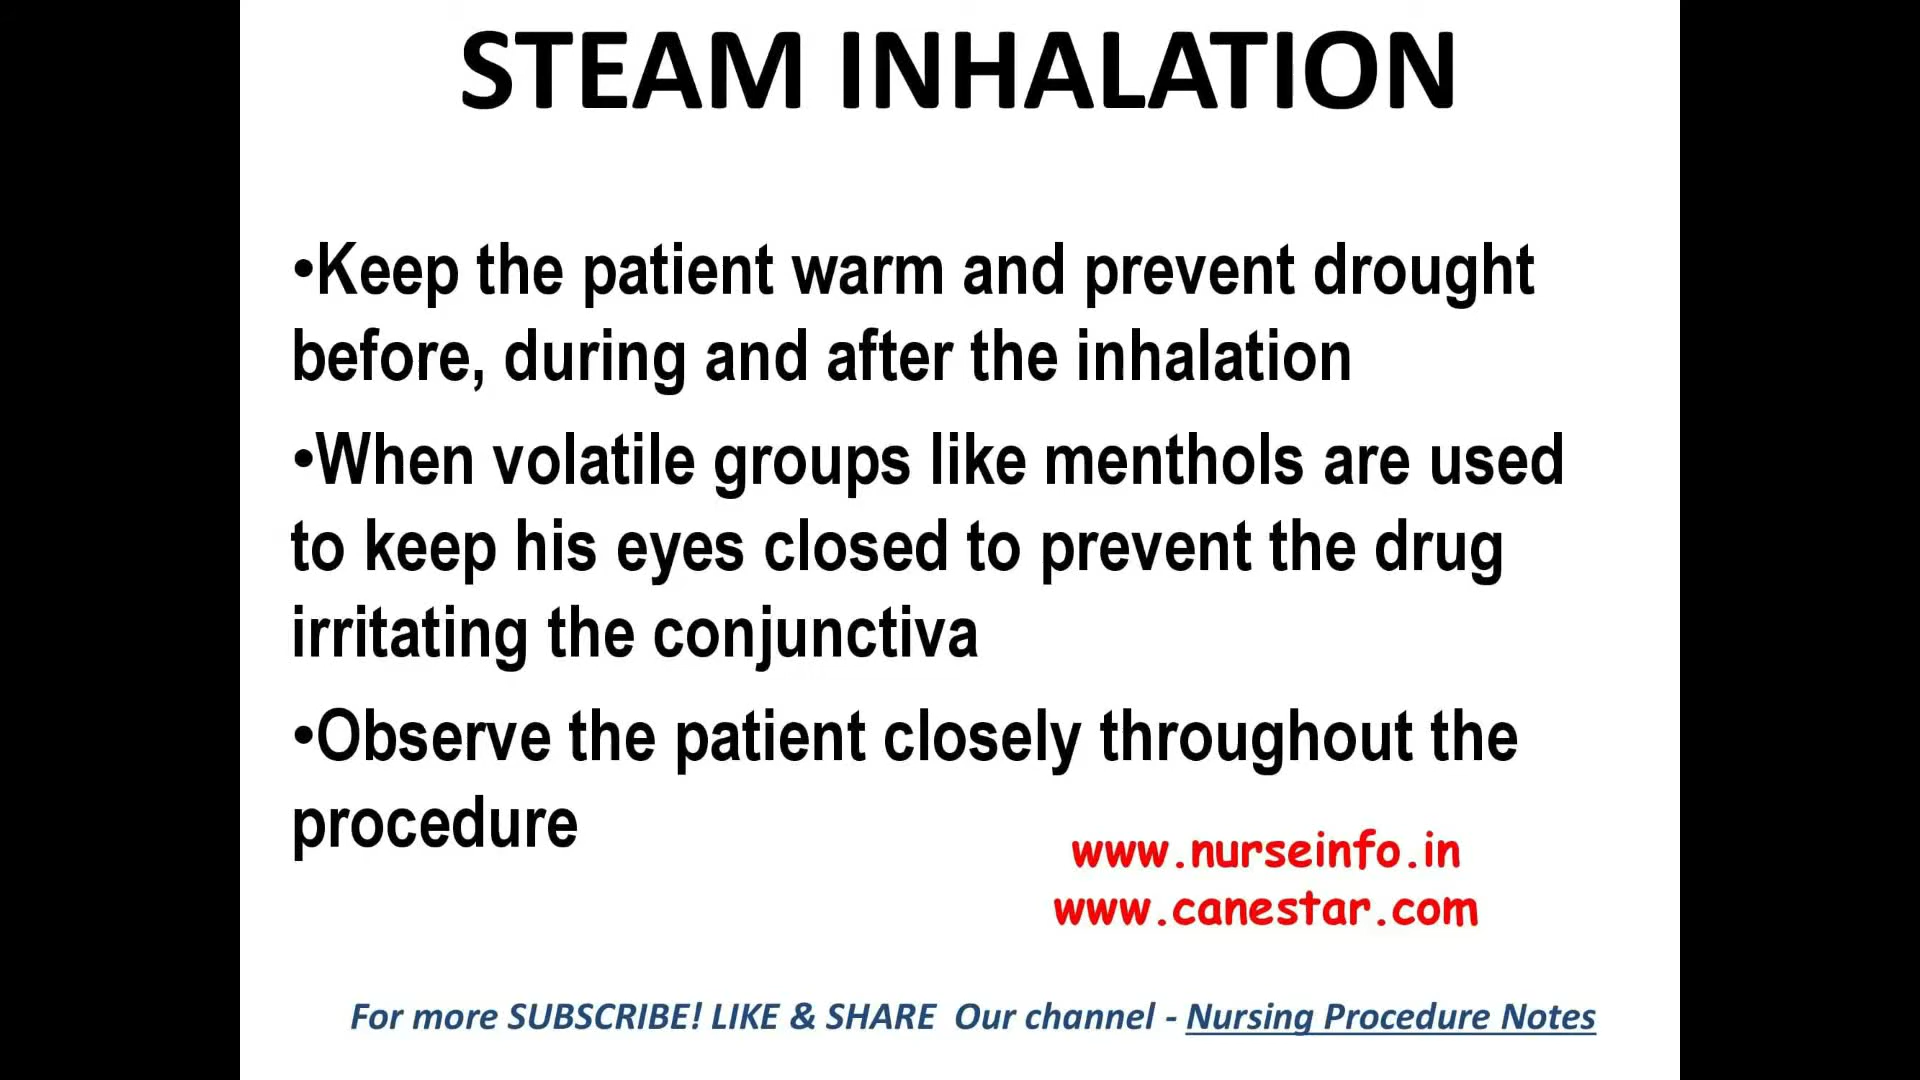 STEAM INHALATION
•Keep the patient warm and prevent drought
before, during and after the inhalation
•When volatile groups like menthols are used
to keep his eyes closed to prevent the drug
irritating the conjunctiva
•Observe the patient closely throughout the
procedure
www.nurseinfo.in
www.canestar.com
For more SUBSCRIBE! LIKE & SHARE  Our channel - Nursing Procedure Notes